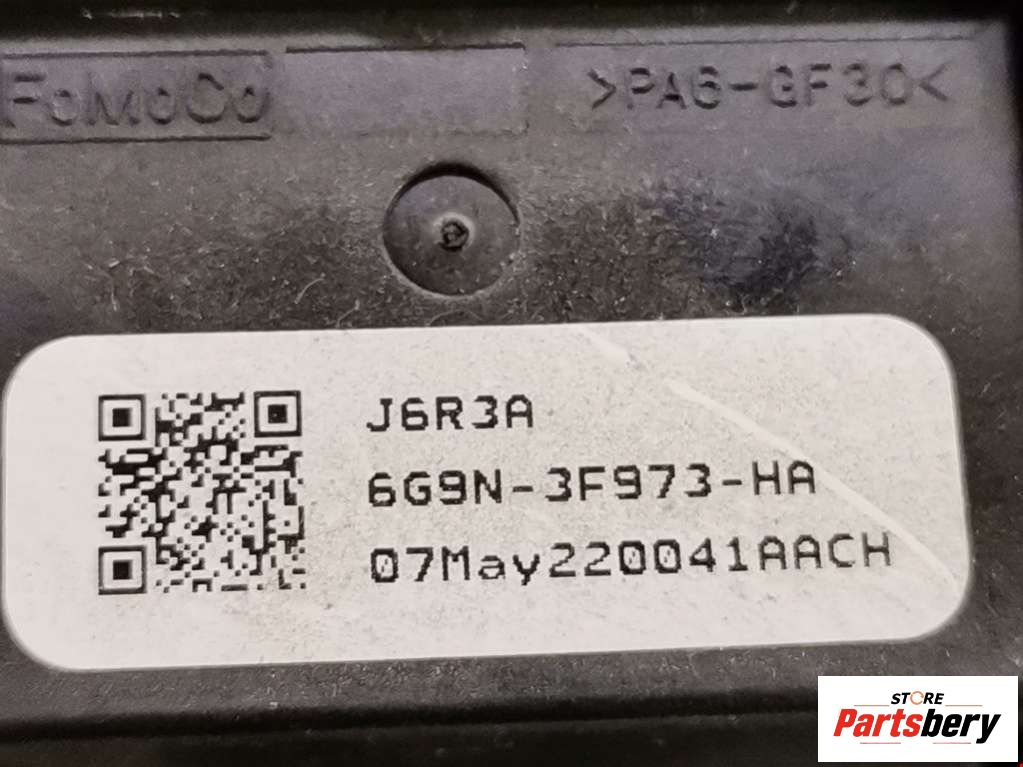 FoMoCo
>PA6-GF30<
J6R3A
6G9N-3F973-HA
07May220041AACH
STORE
Partsbery